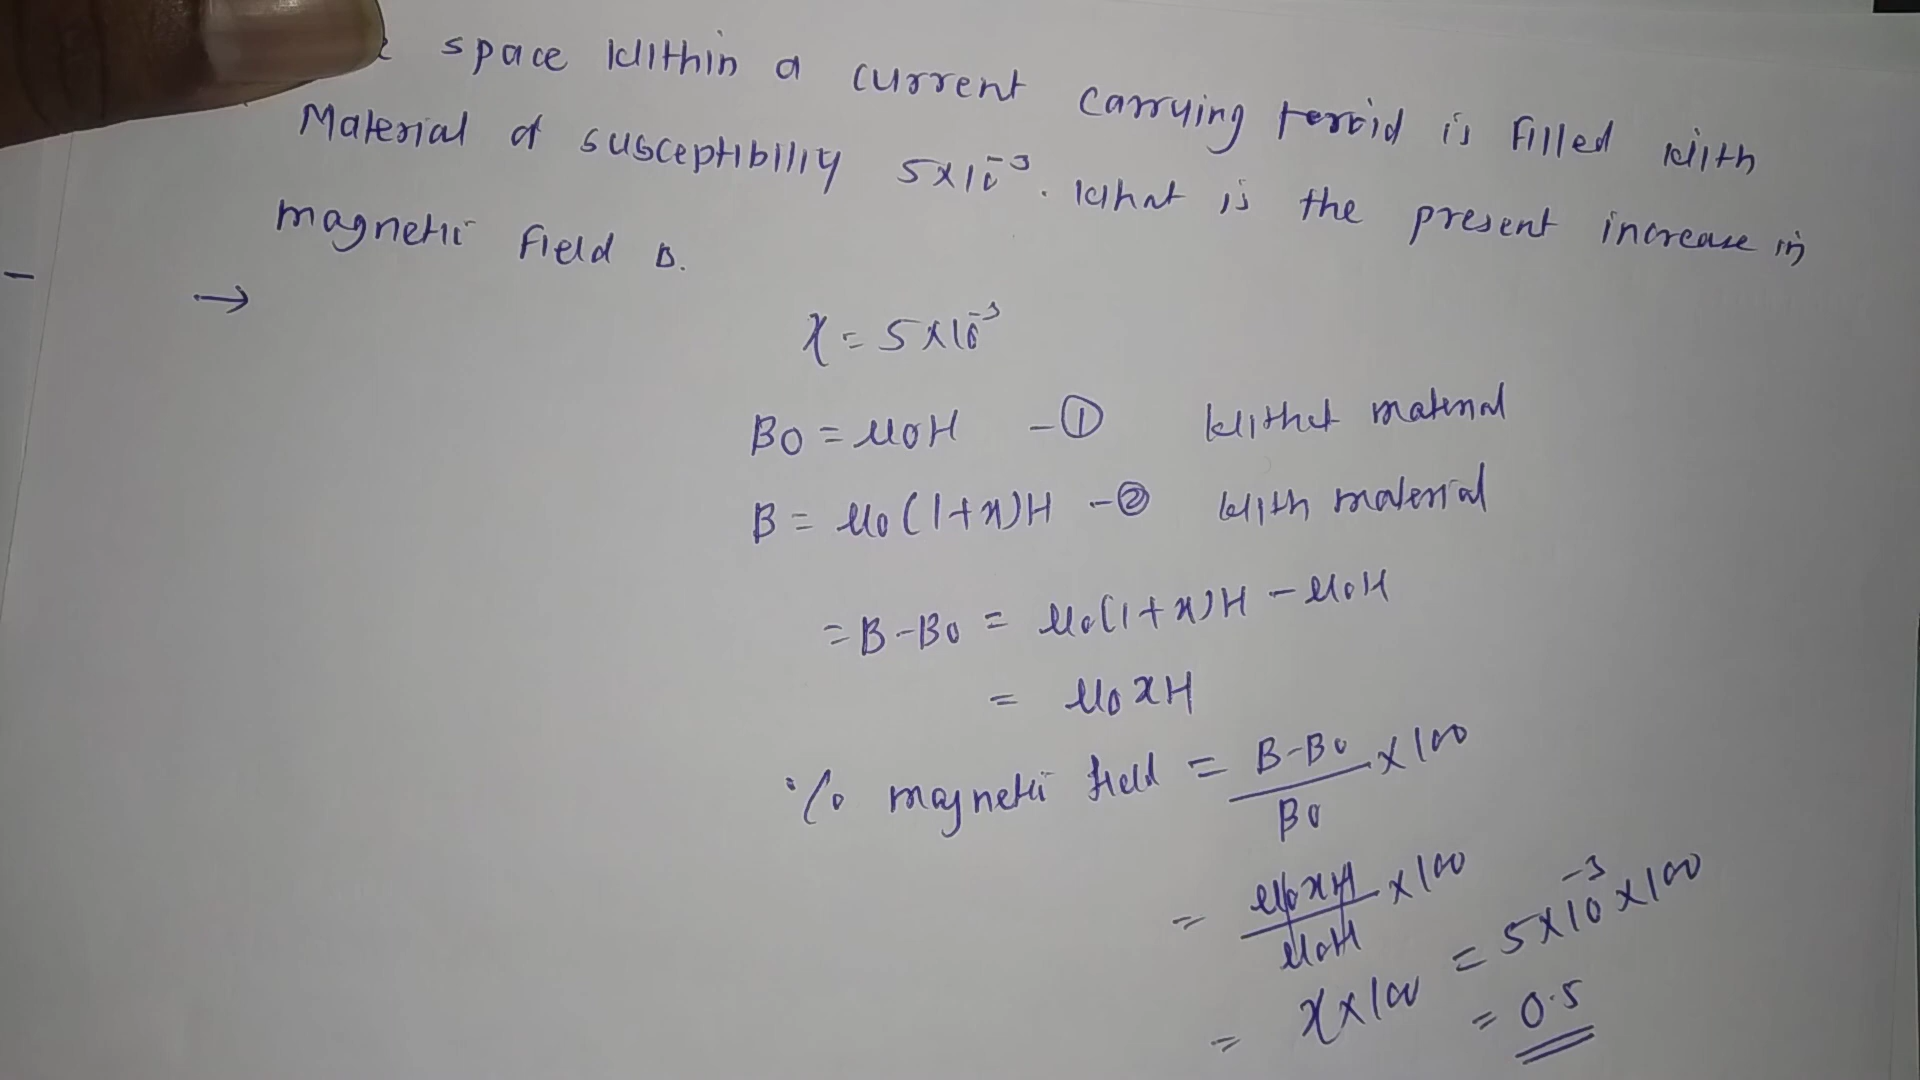 space within a current carrying toroid is filled with
Material of susceptibility 5×10⁻³. What is the present increase in
magnetic field B.
→
χ = 5×10⁻³
B0 = μ0H -① without material
B = μ0(1+x)H -② with material
= B-B0 = μ0(1+x)H - μ0H
= μ0xH
% magnetic field = B-B0/B0 ×100
= μ0xH/μ0H ×100
= x×100 = 5×10⁻³×100
= 0.5